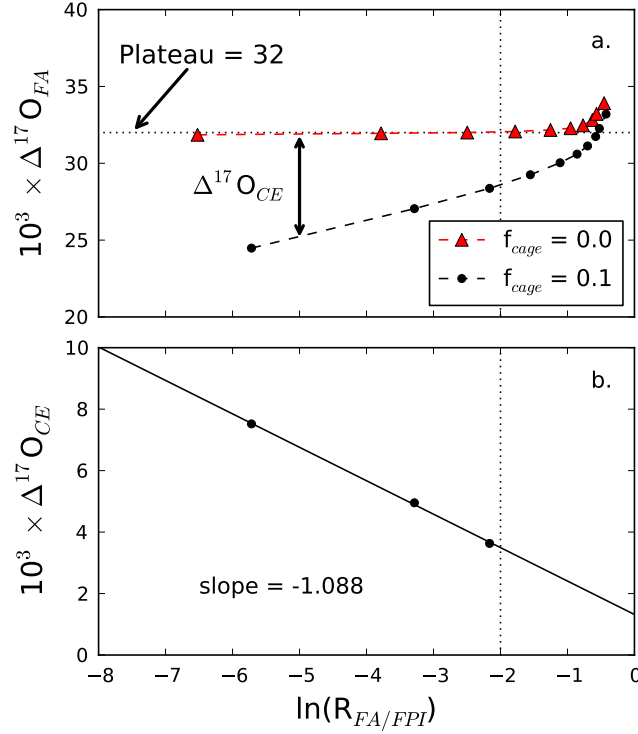 40
a.
Plateau = 32
35
10³ × Δ¹⁷O_FA
30
Δ¹⁷O_CE
f_cage = 0.0
25
f_cage = 0.1
20
10
b.
8
10³ × Δ¹⁷O_CE
6
4
slope = -1.088
2
0
−8 −7 −6 −5 −4 −3 −2 −1 0
ln(R_FA/FPI)